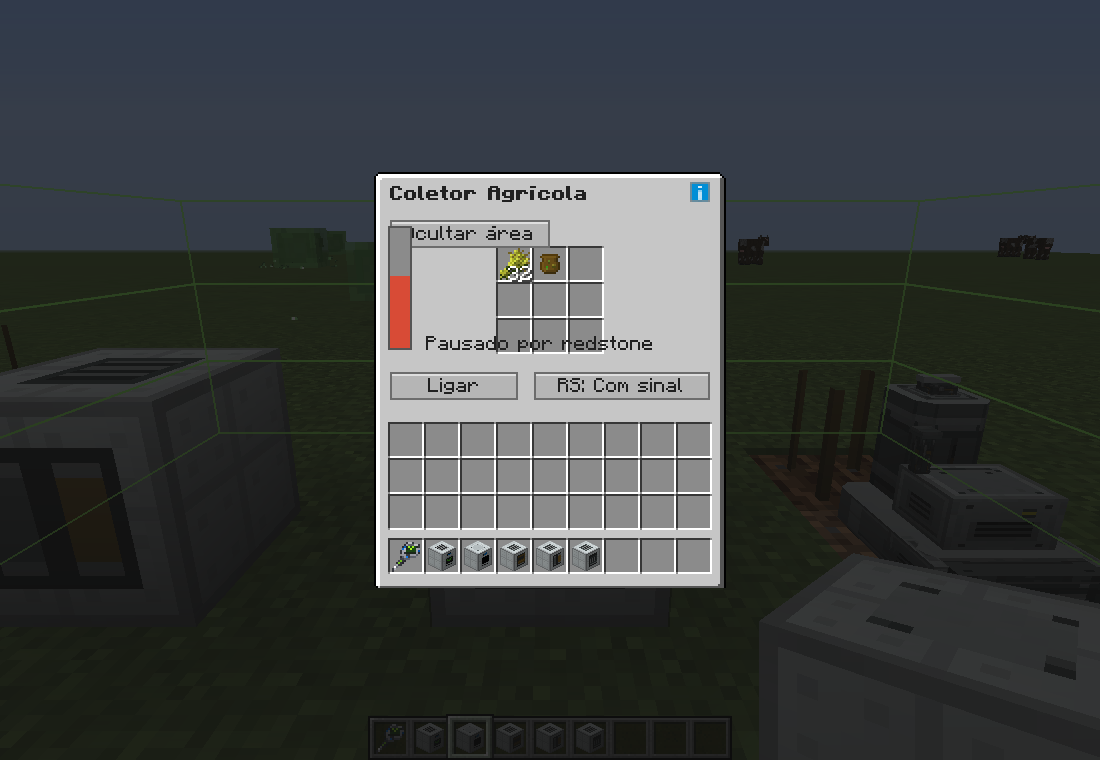 Coletor Agrícola
i
Ocultar área
32
Pausado por redstone
Ligar
RS: Com sinal